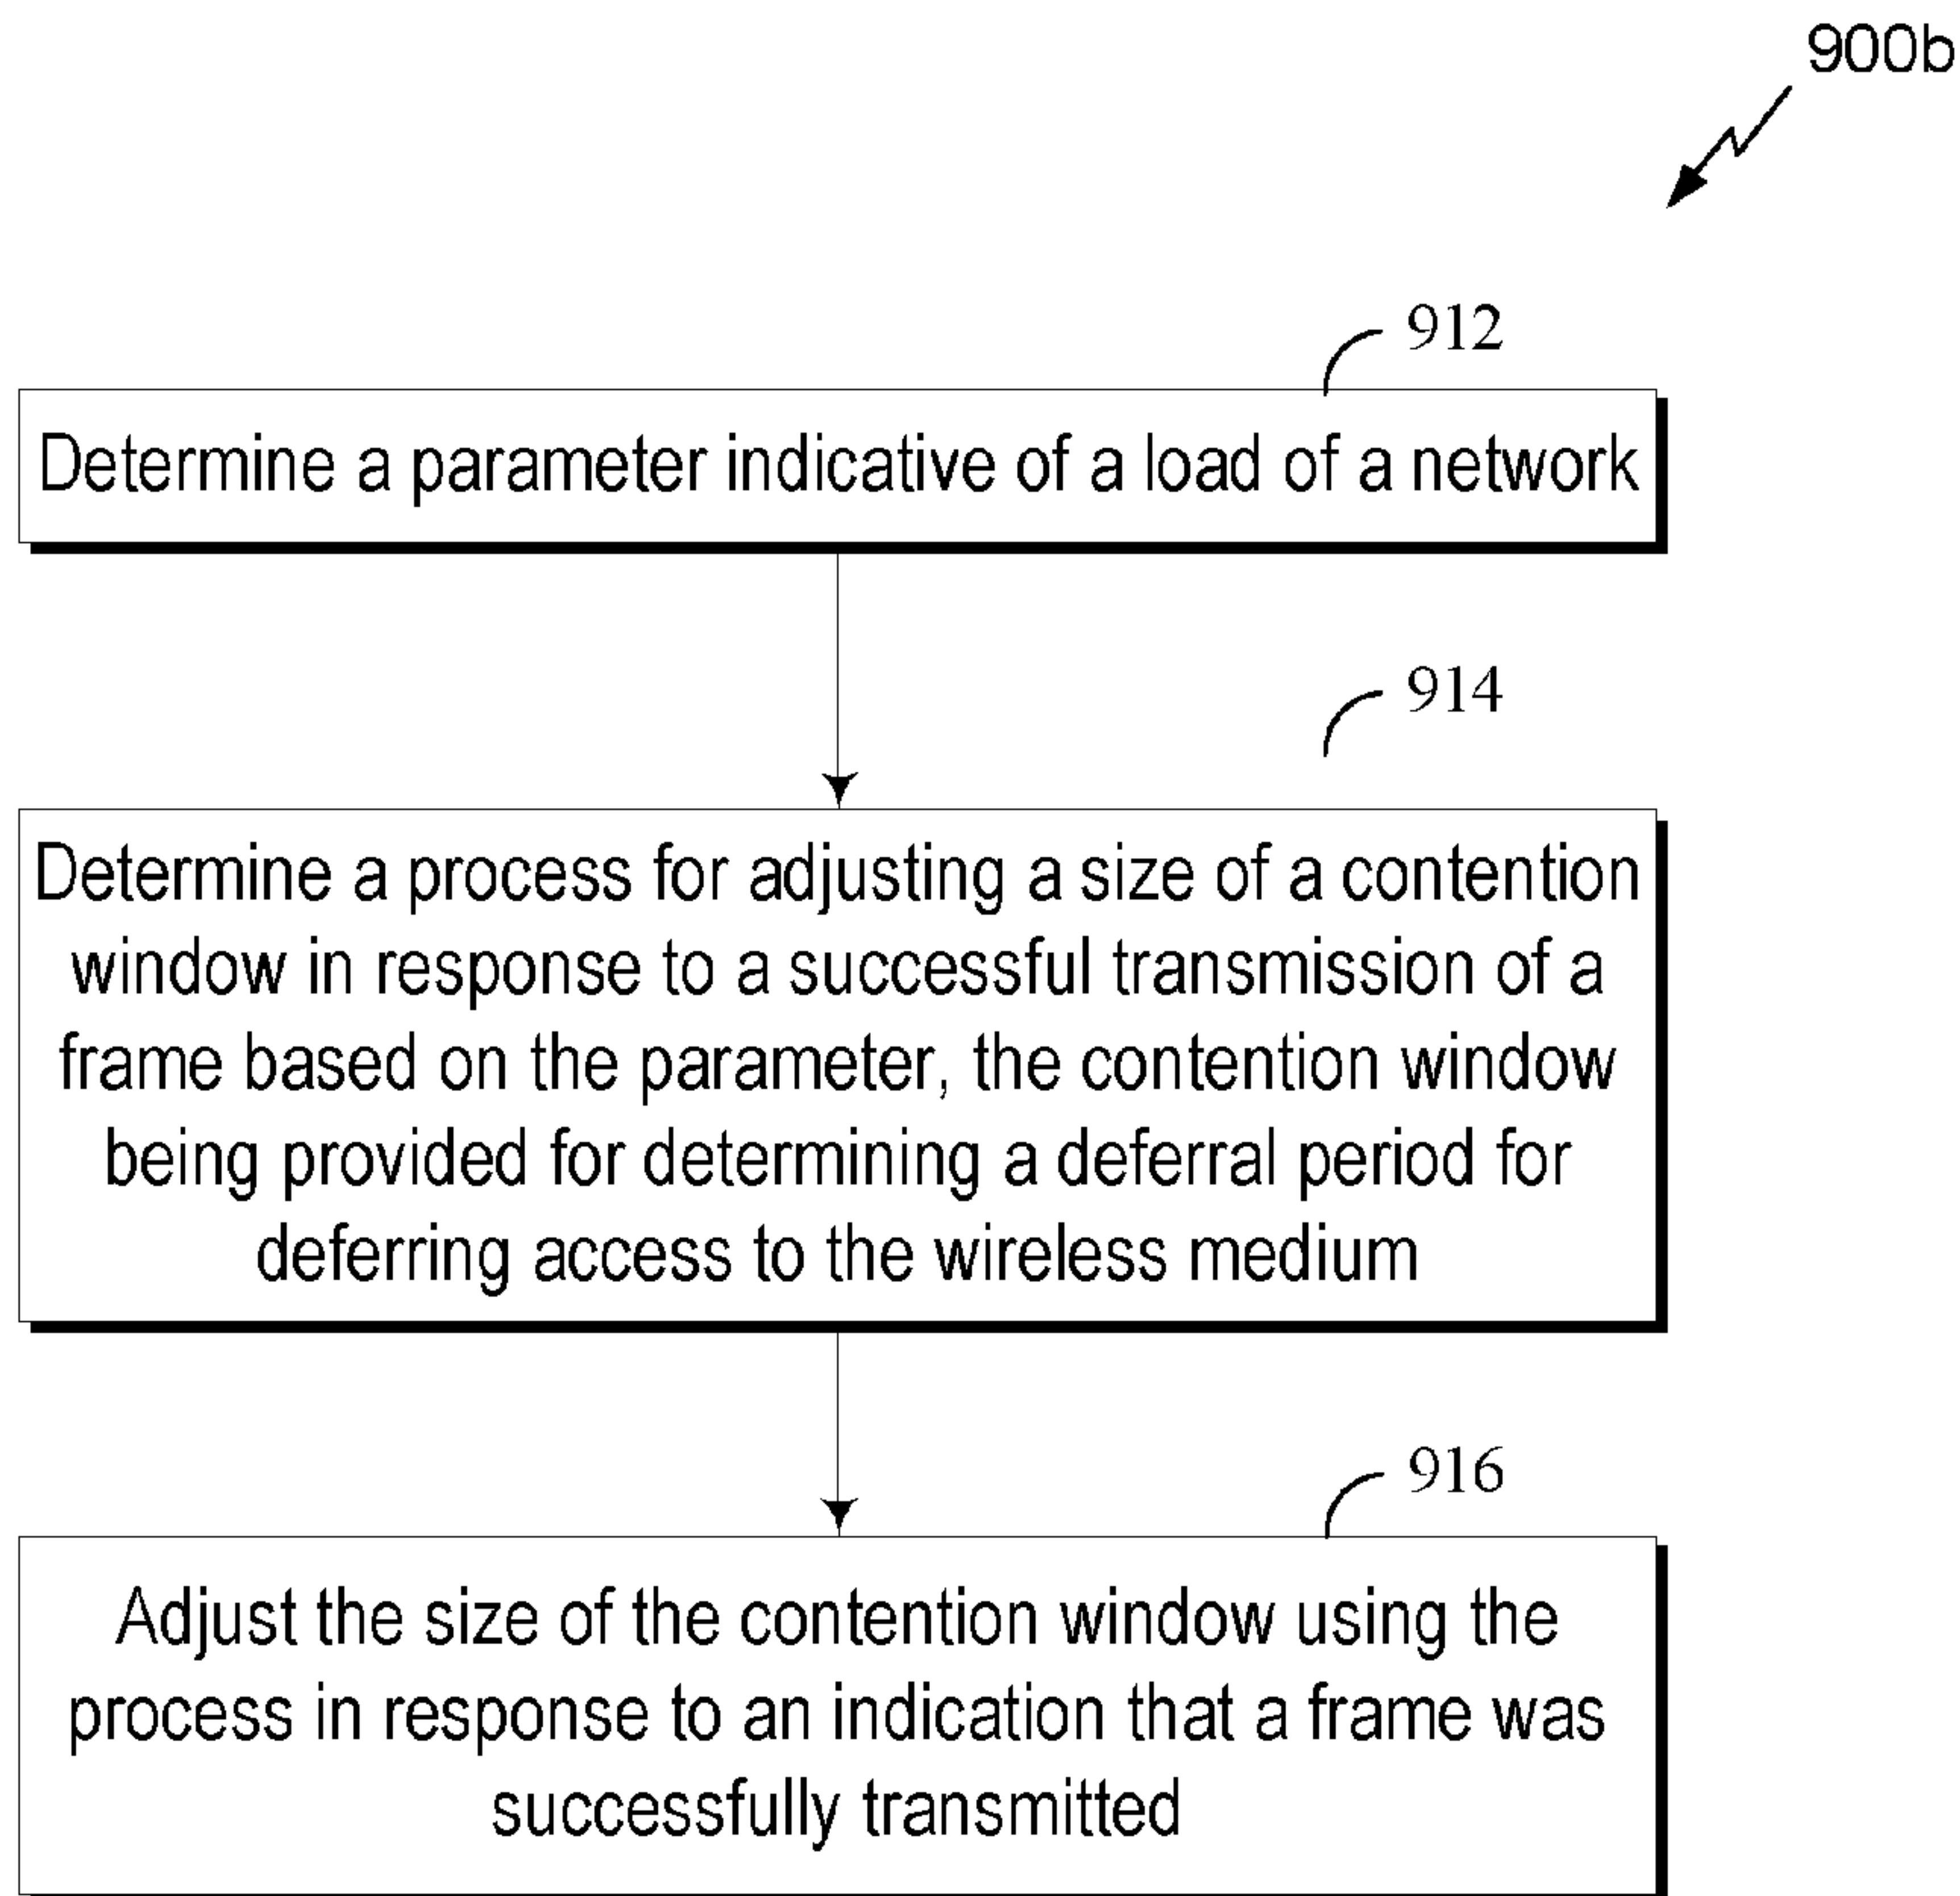 900b
912
Determine a parameter indicative of a load of a network
914
Determine a process for adjusting a size of a contention
window in response to a successful transmission of a
frame based on the parameter, the contention window
being provided for determining a deferral period for
deferring access to the wireless medium
916
Adjust the size of the contention window using the
process in response to an indication that a frame was
successfully transmitted